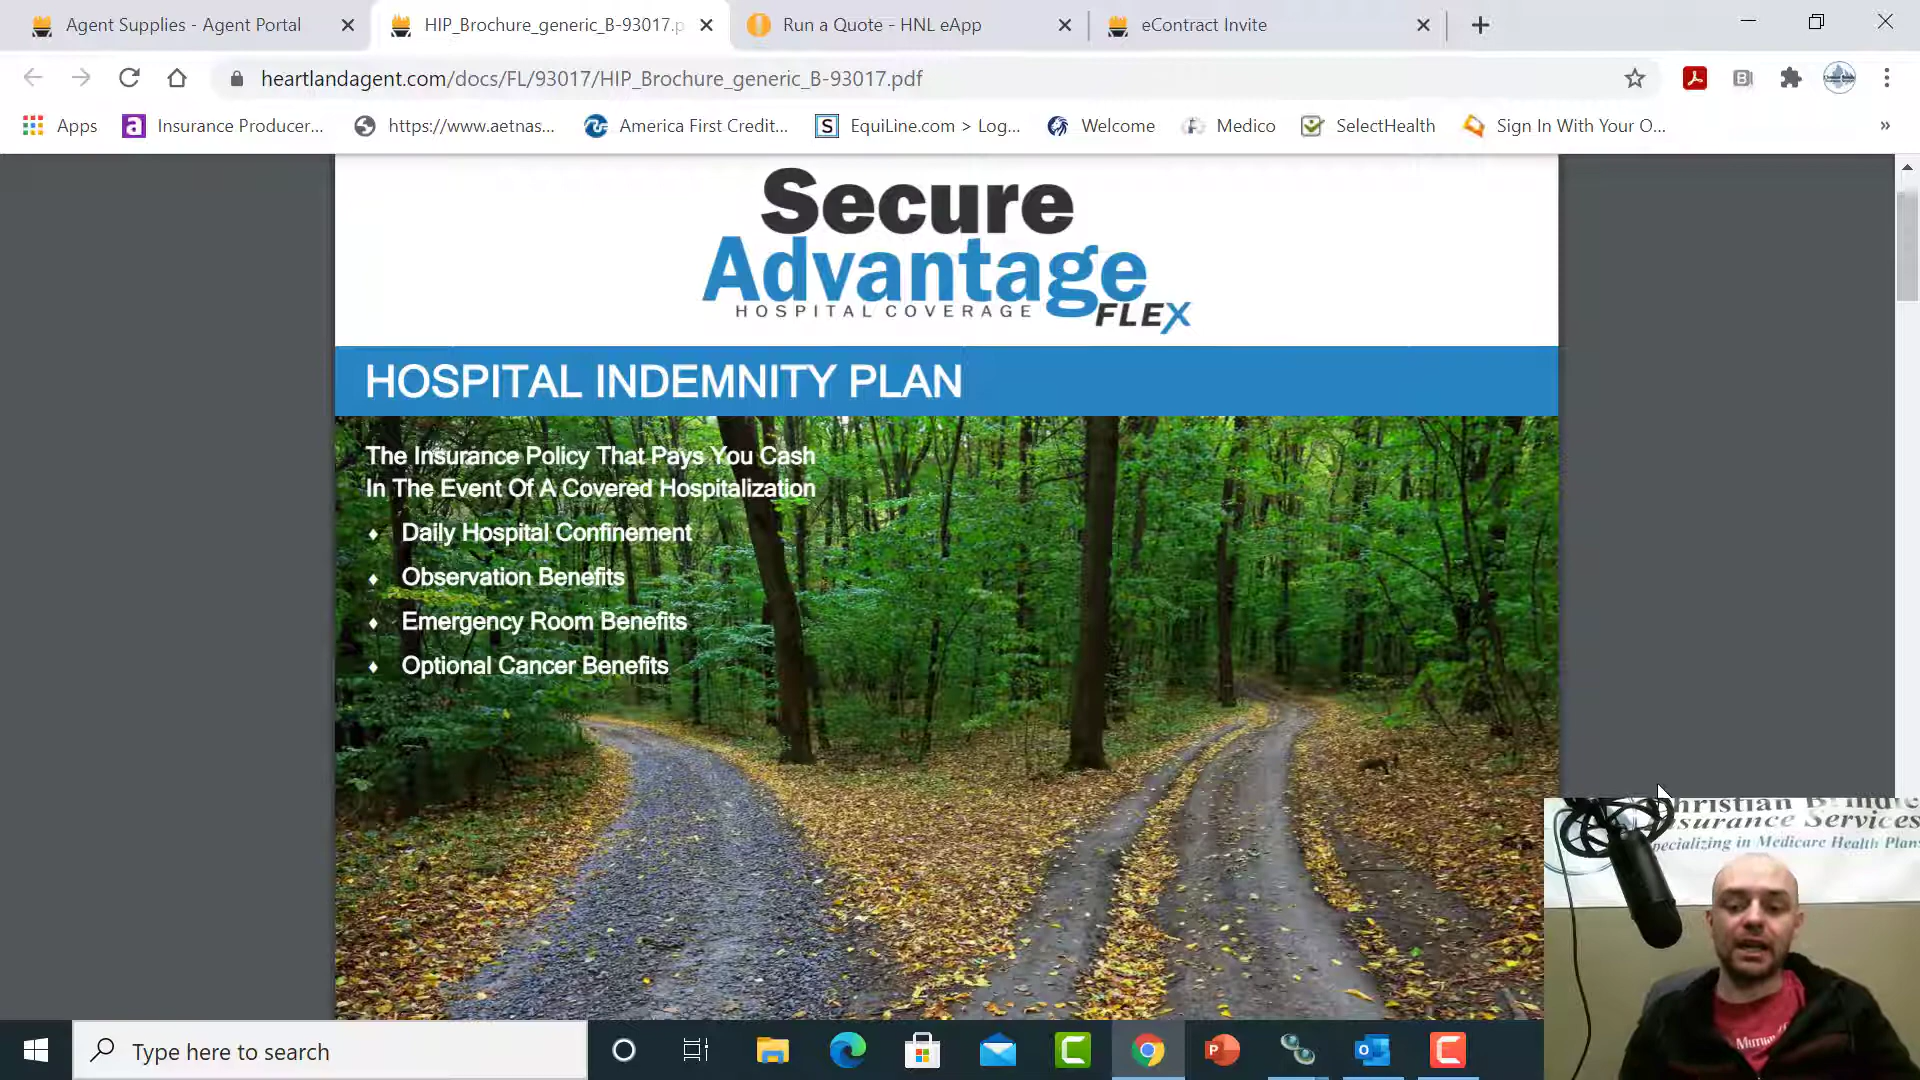 Agent Supplies - Agent Portal
HIP_Brochure_generic_B-93017.p
Run a Quote - HNL eApp
eContract Invite
heartlandagent.com/docs/FL/93017/HIP_Brochure_generic_B-93017.pdf
Apps
Insurance Producer...
https://www.aetnas...
America First Credit...
S
EquiLine.com > Log...
Welcome
Medico
SelectHealth
Sign In With Your O...
»
Secure
Advantage
HOSPITAL COVERAGE
FLEX
HOSPITAL INDEMNITY PLAN
The Insurance Policy That Pays You Cash
In The Event Of A Covered Hospitalization
Daily Hospital Confinement
Observation Benefits
Emergency Room Benefits
Optional Cancer Benefits
Christian
Insurance Services
Specializing in Medicare Health Plans
Type here to search